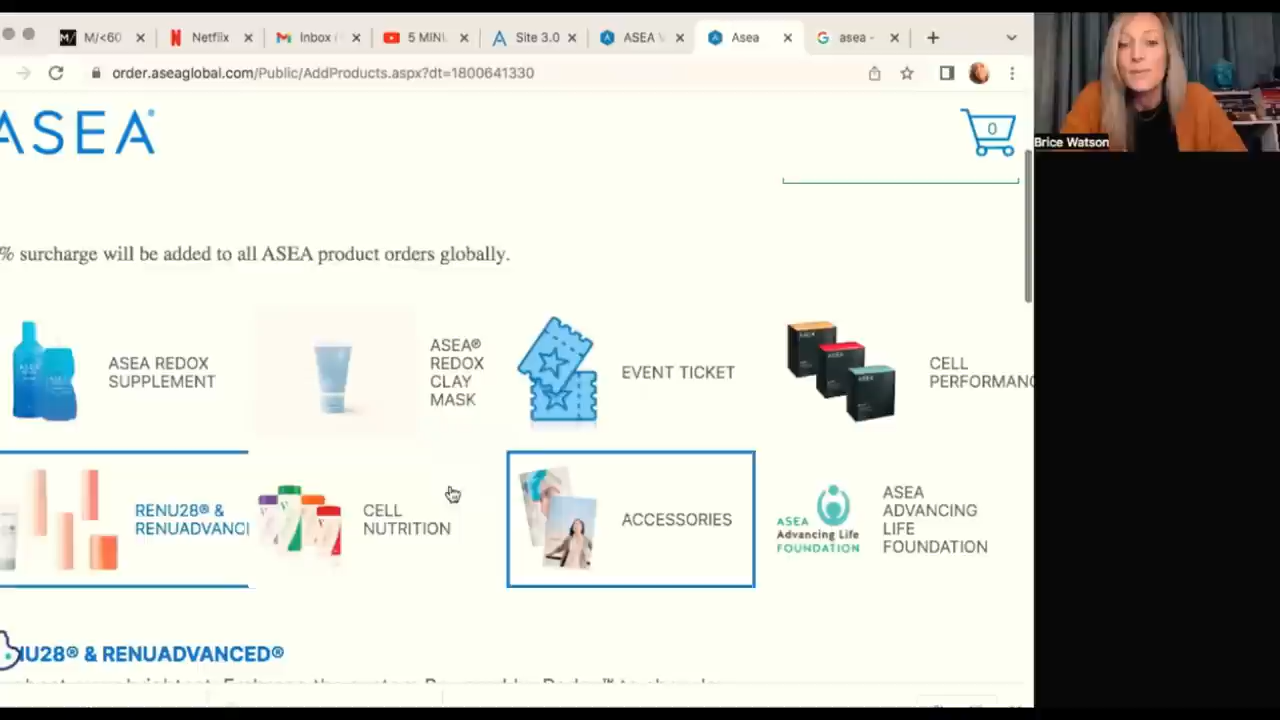 M/<60
Netflix
Inbox
5 MIN
Site 3.0
ASEA
Asea
asea -
order.aseaglobal.com/Public/AddProducts.aspx?dt=1800641330
ASEA
0
Brice Watson
% surcharge will be added to all ASEA product orders globally.
ASEA REDOX
SUPPLEMENT
ASEA®
REDOX
CLAY
MASK
EVENT TICKET
CELL
PERFORMANC
RENU28® &
RENUADVANCE
CELL
NUTRITION
ACCESSORIES
ASEA
Advancing Life
FOUNDATION
ASEA
ADVANCING
LIFE
FOUNDATION
NU28® & RENUADVANCED®